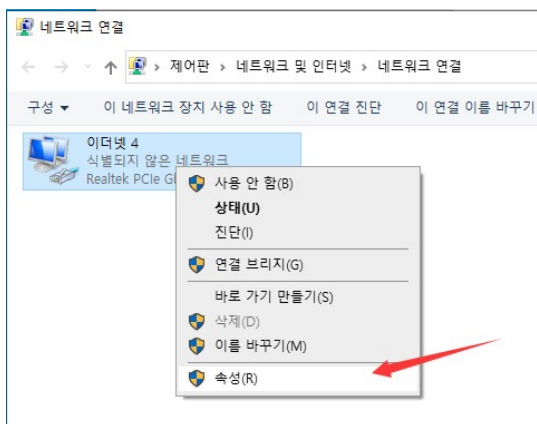 네트워크 연결
제어판 › 네트워크 및 인터넷 › 네트워크 연결
구성 이 네트워크 장치 사용 안 함 이 연결 진단 이 연결 이름 바꾸기
이더넷 4
식별되지 않은 네트워크
Realtek PCIe
사용 안 함(B)
상태(U)
진단(I)
연결 브리지(G)
바로 가기 만들기(S)
삭제(D)
이름 바꾸기(M)
속성(R)